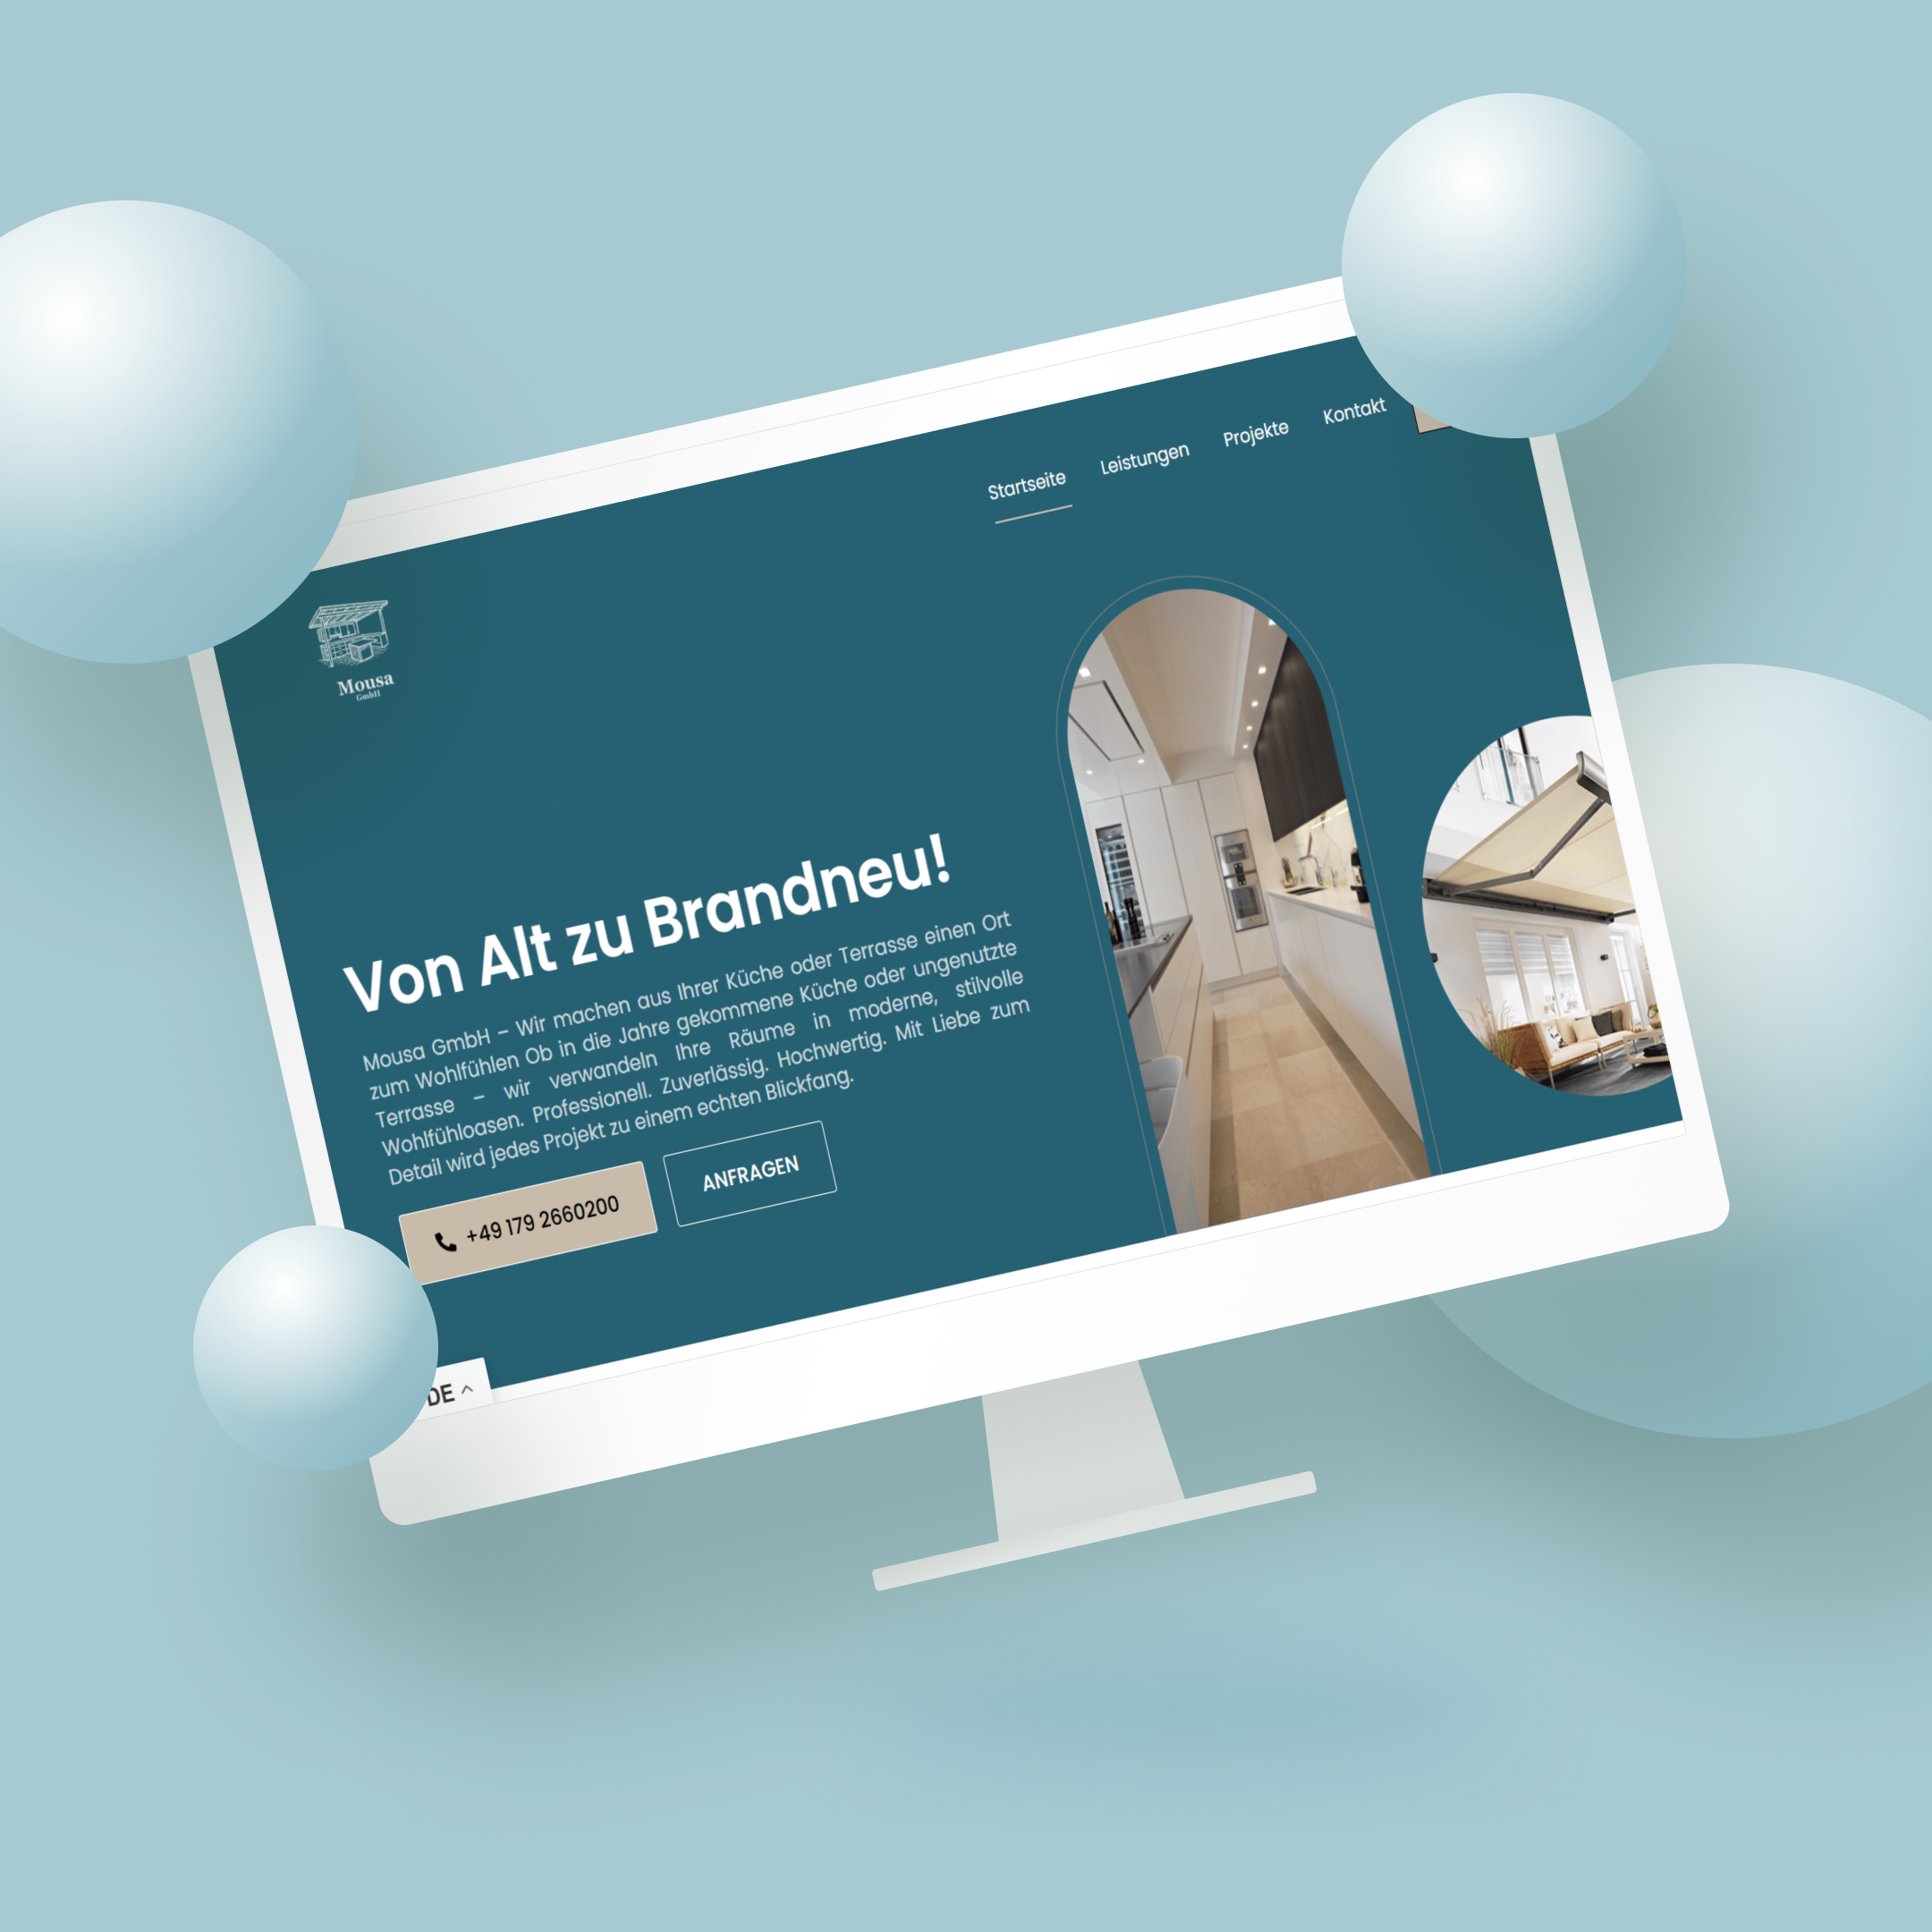 Startseite Leistungen Projekte Kontakt
Mousa
GmbH
Von Alt zu Brandneu!
Mousa GmbH – Wir machen aus Ihrer Küche oder Terrasse einen Ort
zum Wohlfühlen Ob in die Jahre gekommene Küche oder ungenutzte
Terrasse – wir verwandeln Ihre Räume in moderne, stilvolle
Wohlfühloasen. Professionell. Zuverlässig. Hochwertig. Mit Liebe zum
Detail wird jedes Projekt zu einem echten Blickfang.
+49 179 2660200
ANFRAGEN
DE